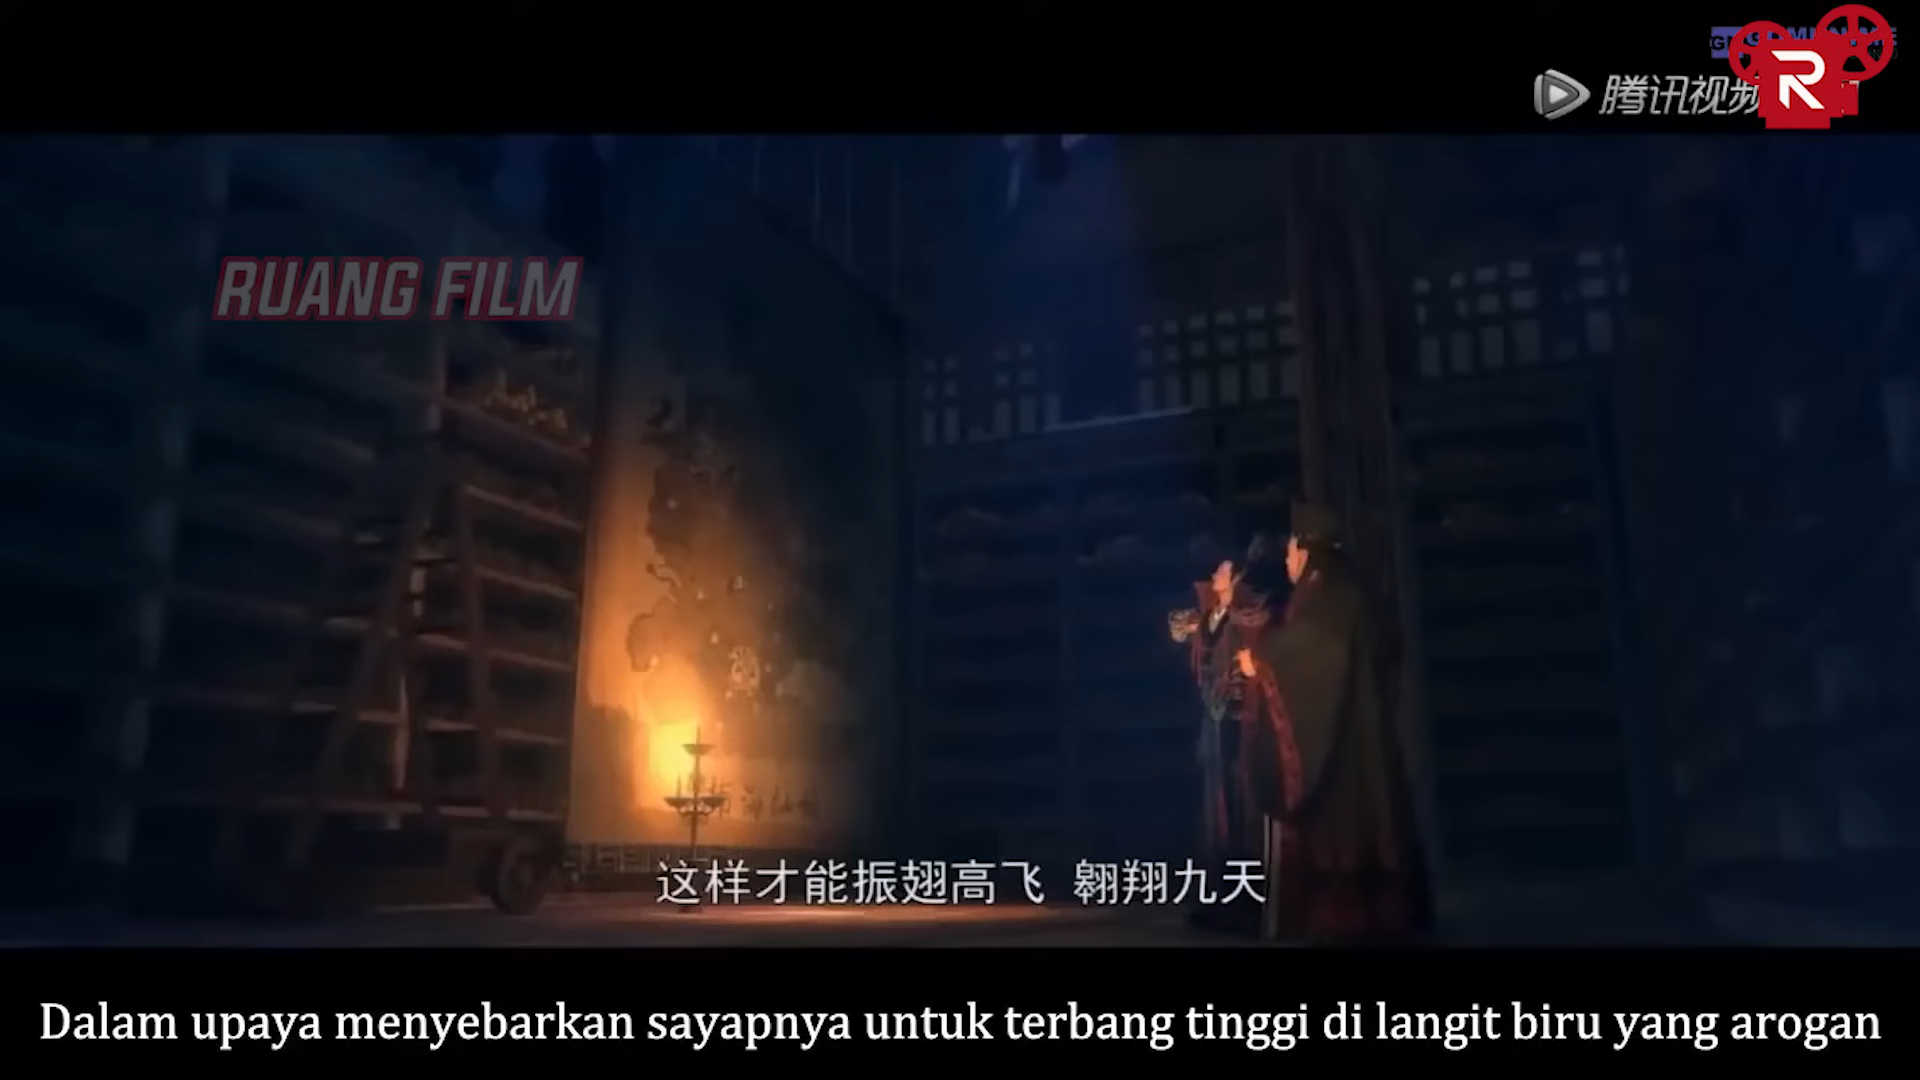 腾讯视频
R
RUANG FILM
这样才能振翅高飞 翱翔九天
Dalam upaya menyebarkan sayapnya untuk terbang tinggi di langit biru yang arogan